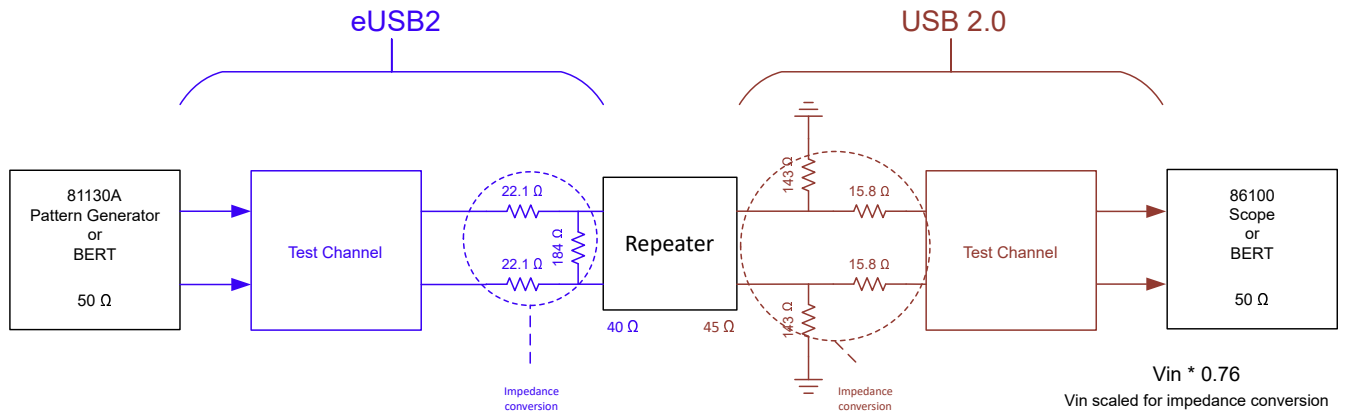 eUSB2
USB 2.0
81130A
Pattern Generator
or
BERT
50 Ω
Test Channel
22.1 Ω
184 Ω
22.1 Ω
Impedance
conversion
Repeater
40 Ω
45 Ω
143 Ω
15.8 Ω
15.8 Ω
143 Ω
Impedance
conversion
Test Channel
86100
Scope
or
BERT
50 Ω
Vin * 0.76
Vin scaled for impedance conversion